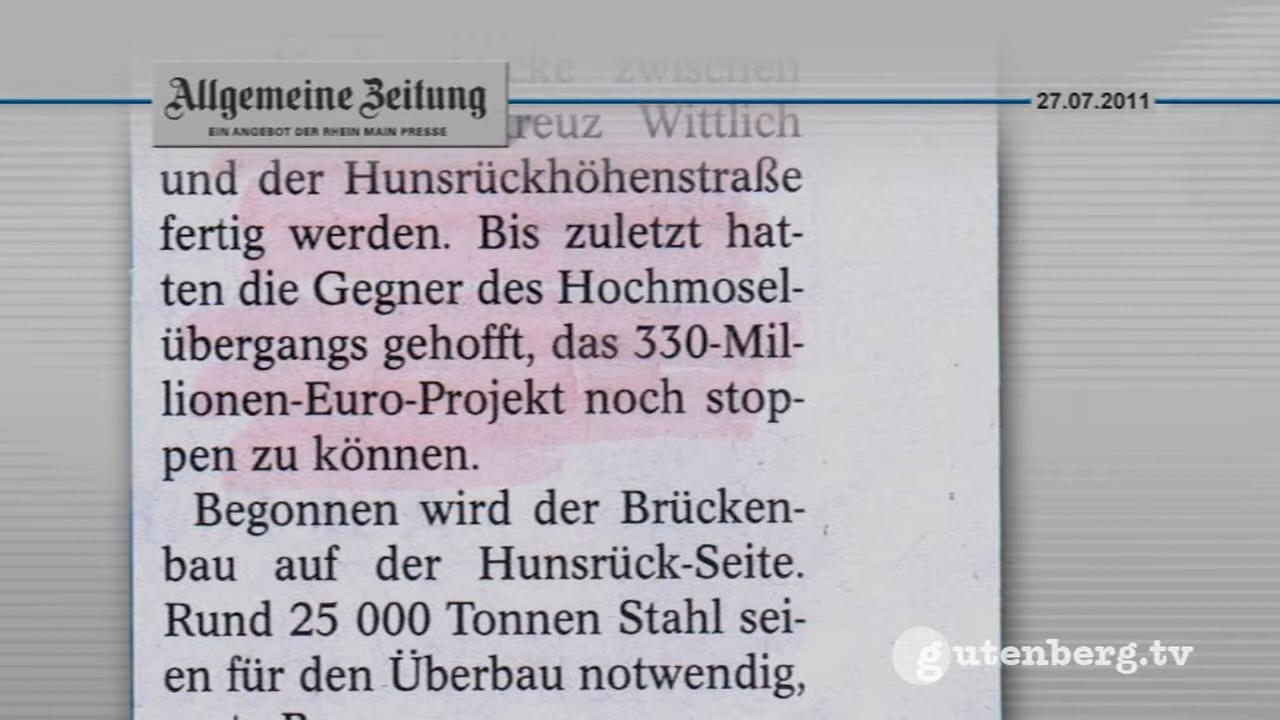 Allgemeine Zeitung
EIN ANGEBOT DER RHEIN MAIN PRESSE
27.07.2011
zwischen
Wittlich
und der Hunsrückhöhenstraße
fertig werden. Bis zuletzt hat-
ten die Gegner des Hochmosel-
übergangs gehofft, das 330-Mil-
lionen-Euro-Projekt noch stop-
pen zu können.
Begonnen wird der Brücken-
bau auf der Hunsrück-Seite.
Rund 25 000 Tonnen Stahl sei-
en für den Überbau notwendig,
gutenberg.tv